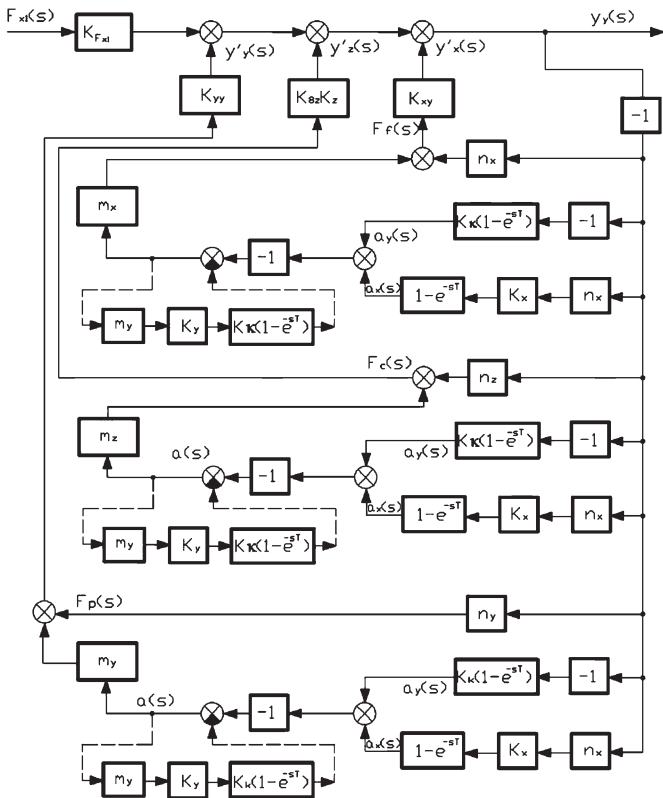 Fx1(s)
K Fx1
y'y(s)
y'z(s)
y'x(s)
yy(s)
Kyy
K8zKz
Kxy
-1
Ff(s)
nx
mx
Kκ(1-e^-sT)
-1
ay(s)
-1
ax(s)
1-e^-sT
Kx
nx
my
Ky
Kκ(1-e^-sT)
Fc(s)
nz
mz
Kκ(1-e^-sT)
-1
a(s)
ay(s)
-1
ax(s)
1-e^-sT
Kx
nx
my
Ky
Kκ(1-e^-sT)
Fp(s)
ny
my
Kk(1-e^-sT)
-1
a(s)
ay(s)
-1
ax(s)
1-e^-sT
Kx
nx
my
Ky
Kk(1-e^-sT)